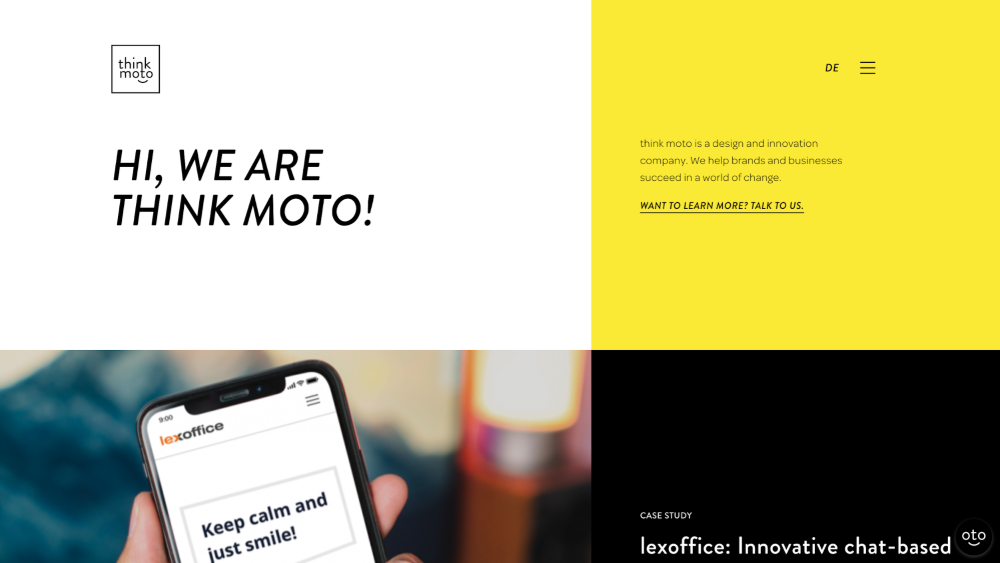 think
moto
DE
HI, WE ARE
THINK MOTO!
think moto is a design and innovation
company. We help brands and businesses
succeed in a world of change.
WANT TO LEARN MORE? TALK TO US.
9:00
lexoffice
Keep calm and
just smile!
CASE STUDY
lexoffice: Innovative chat-based
oto